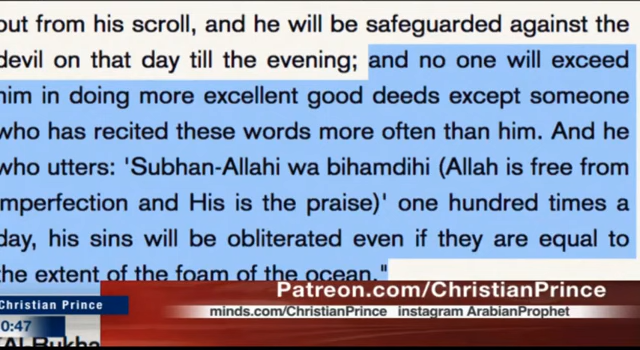 out from his scroll, and he will be safeguarded against the
devil on that day till the evening; and no one will exceed
him in doing more excellent good deeds except someone
who has recited these words more often than him. And he
who utters: 'Subhan-Allahi wa bihamdihi (Allah is free from
imperfection and His is the praise)' one hundred times a
day, his sins will be obliterated even if they are equal to
the extent of the foam of the ocean."
Patreon.com/ChristianPrince
Christian Prince
minds.com/ChristianPrince instagram ArabianProphet
0:47
Al-Bukha